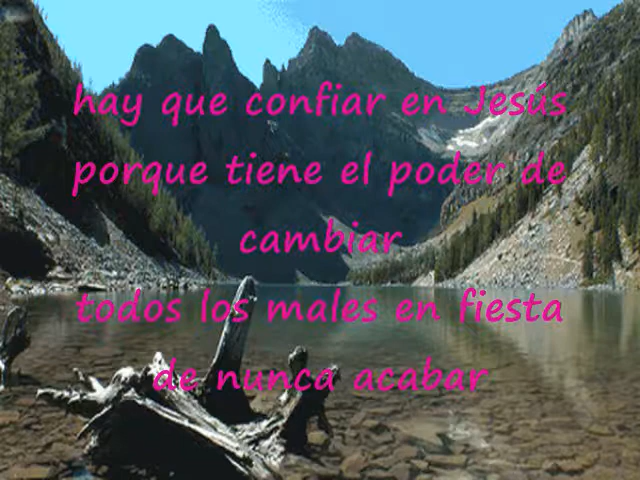 hay que confiar en Jesús
porque tiene el poder de
cambiar
todos los males en fiesta
de nunca acabar